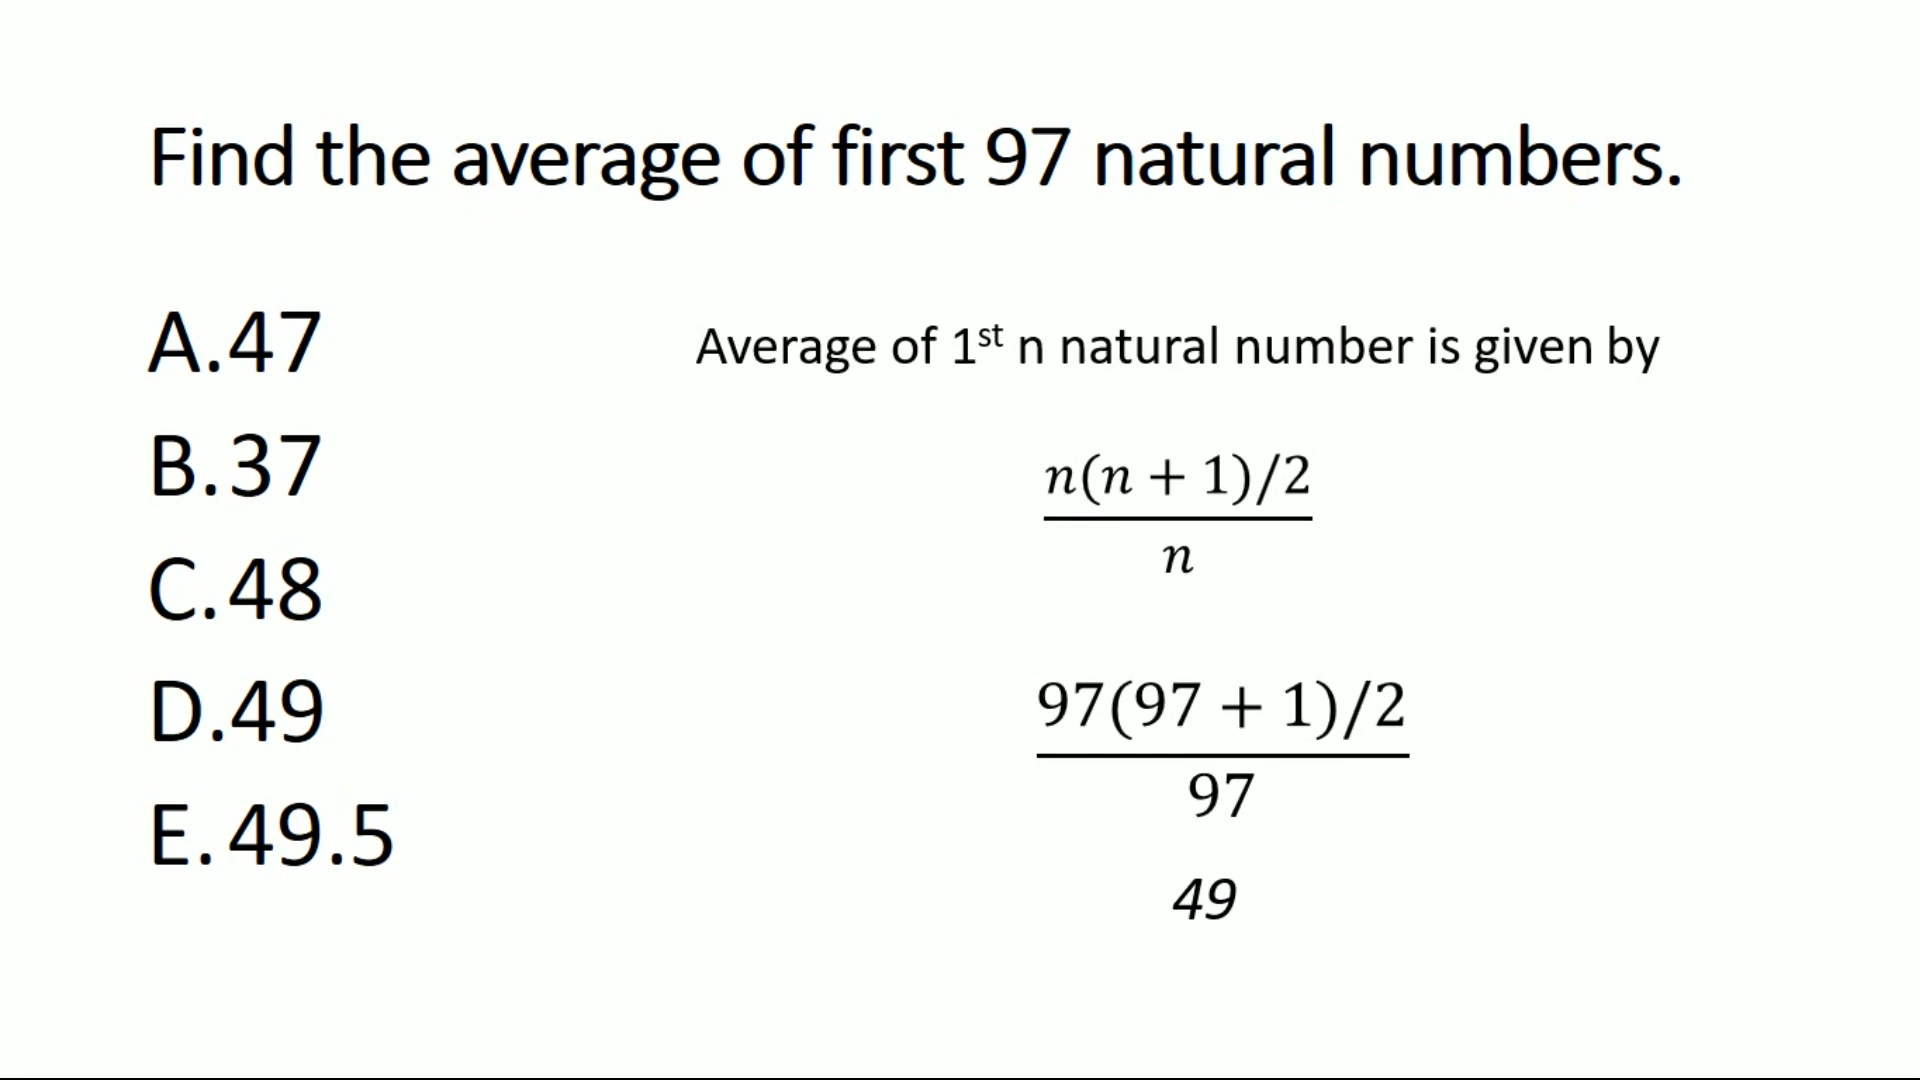 Find the average of first 97 natural numbers.
A.47
B.37
C.48
D.49
E.49.5
Average of 1st n natural number is given by
n(n + 1)/2
n
97(97 + 1)/2
97
49